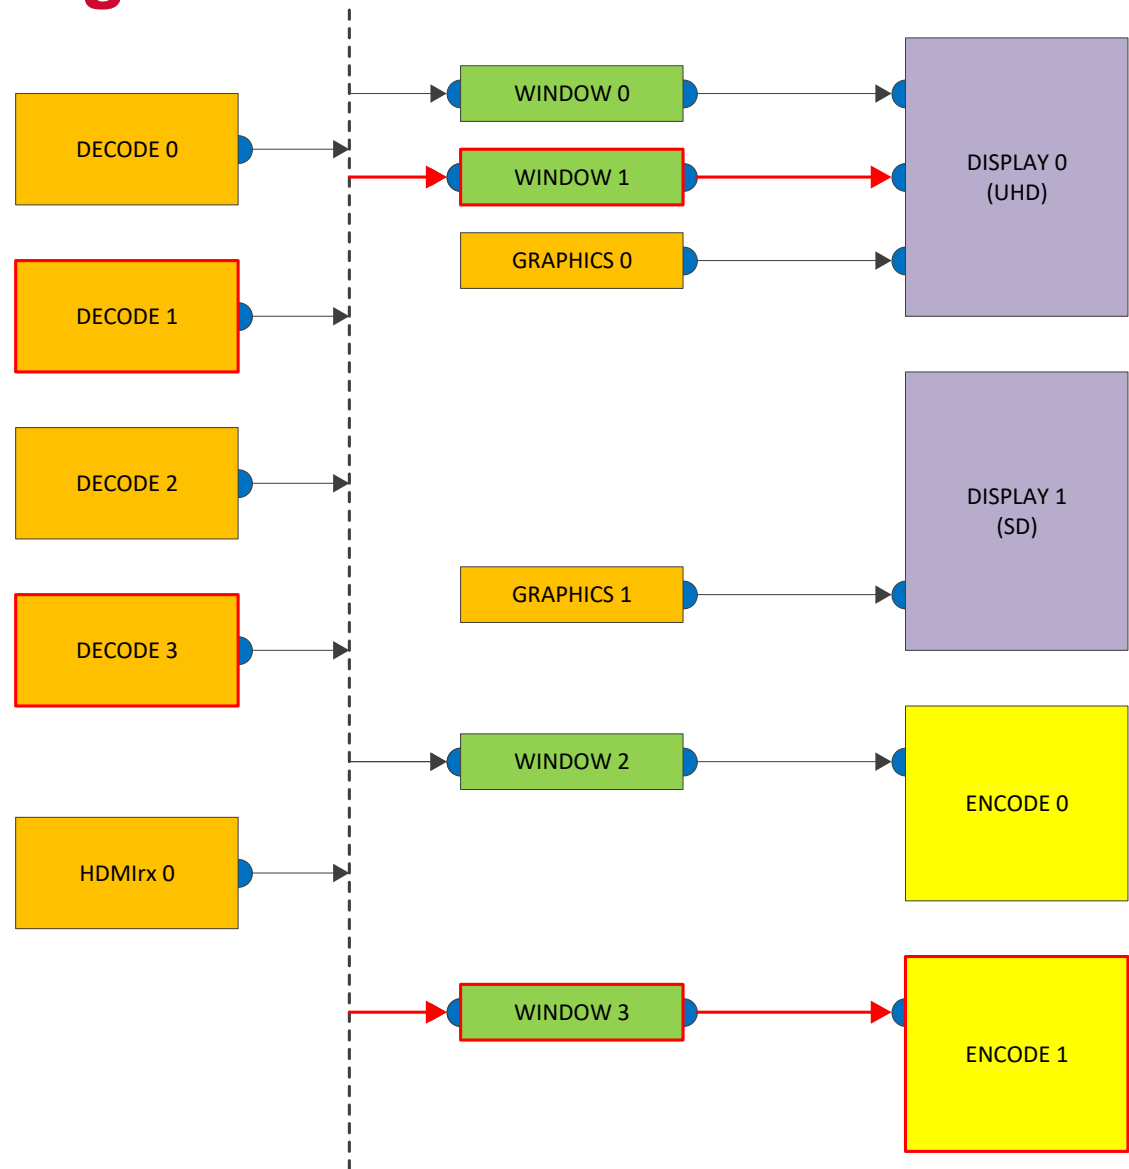 g
WINDOW 0
DECODE 0
WINDOW 1
DISPLAY 0
(UHD)
GRAPHICS 0
DECODE 1
DECODE 2
DISPLAY 1
(SD)
GRAPHICS 1
DECODE 3
WINDOW 2
ENCODE 0
HDMIrx 0
WINDOW 3
ENCODE 1